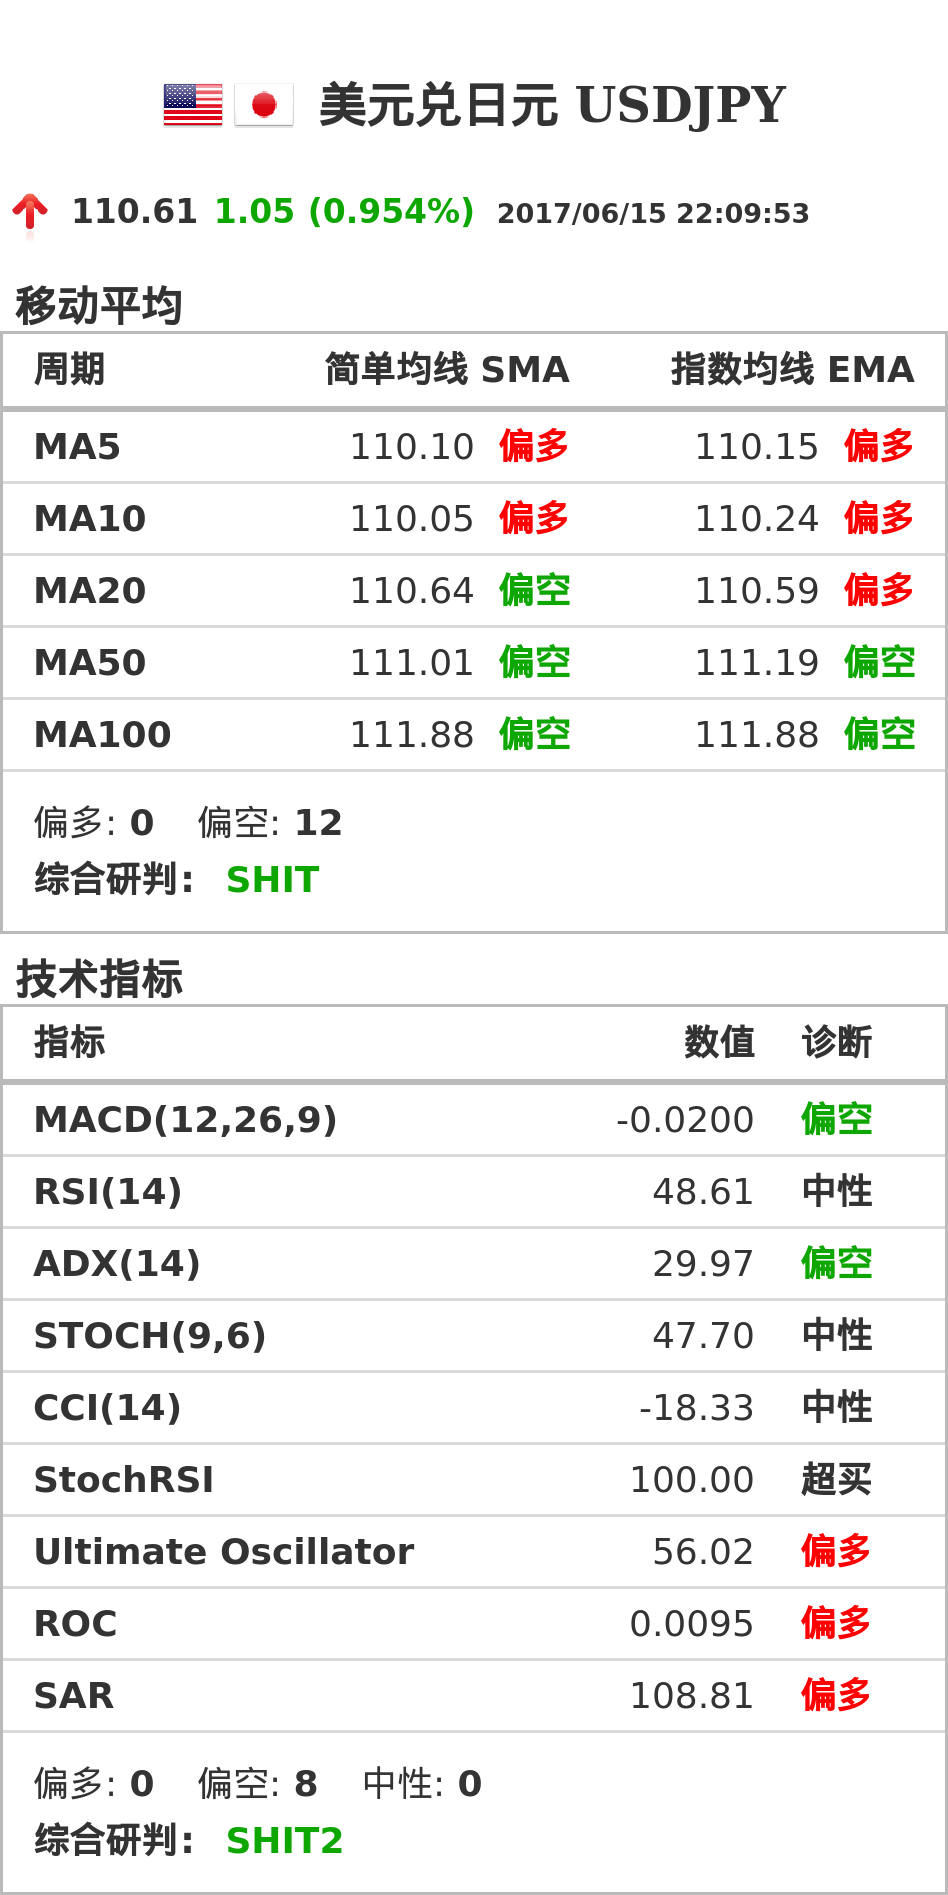 美元兑日元 USDJPY
110.61 1.05 (0.954%) 2017/06/15 22:09:53
移动平均
周期 简单均线 SMA 指数均线 EMA
MA5 110.10 偏多 110.15 偏多
MA10 110.05 偏多 110.24 偏多
MA20 110.64 偏空 110.59 偏多
MA50 111.01 偏空 111.19 偏空
MA100 111.88 偏空 111.88 偏空
偏多: 0 偏空: 12
综合研判: SHIT
技术指标
指标 数值 诊断
MACD(12,26,9) -0.0200 偏空
RSI(14) 48.61 中性
ADX(14) 29.97 偏空
STOCH(9,6) 47.70 中性
CCI(14) -18.33 中性
StochRSI 100.00 超买
Ultimate Oscillator 56.02 偏多
ROC 0.0095 偏多
SAR 108.81 偏多
偏多: 0 偏空: 8 中性: 0
综合研判: SHIT2